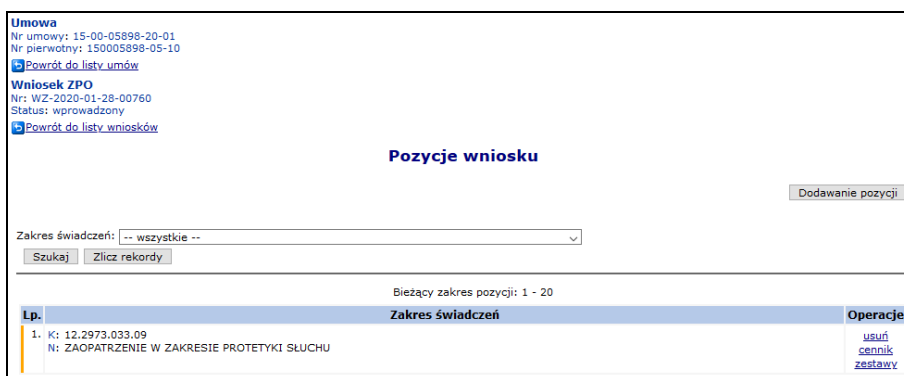 Umowa
Nr umowy: 15-00-05898-20-01
Nr pierwotny: 150005898-05-10
Powrót do listy umów
Wniosek ZPO
Nr: WZ-2020-01-28-00760
Status: wprowadzony
Powrót do listy wniosków
Pozycje wniosku
Dodawanie pozycji
Zakres świadczeń: -- wszystkie --
Szukaj Zlicz rekordy
Bieżący zakres pozycji: 1 - 20
Lp. Zakres świadczeń Operacje
1. K: 12.2973.033.09 usuń
N: ZAOPATRZENIE W ZAKRESIE PROTETYKI SŁUCHU cennik
zestawy